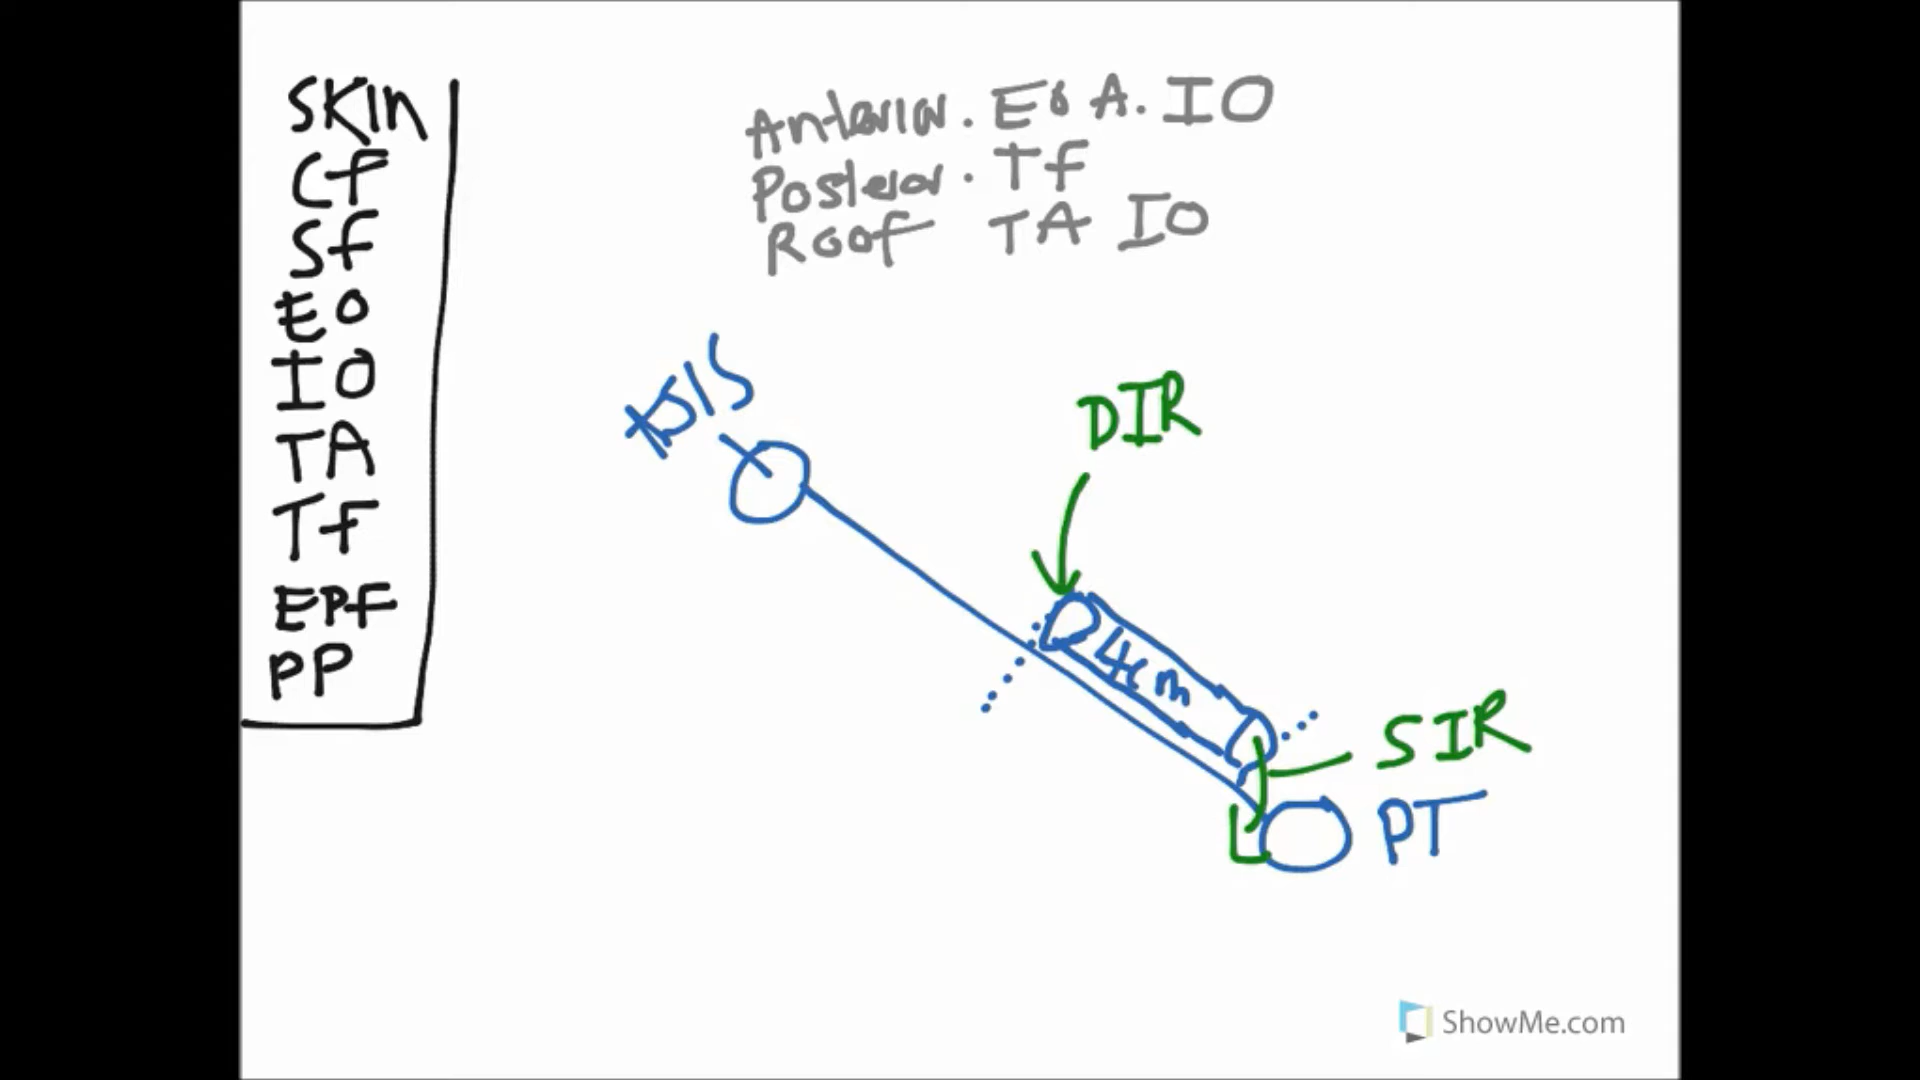 SKIn
Cf
Sf
EO
IO
TA
Tf
EPF
PP
Anterior. EO A. IO
Posterior. Tf
Roof TA IO
ASIS
DIR
4cm
SIR
PT
ShowMe.com